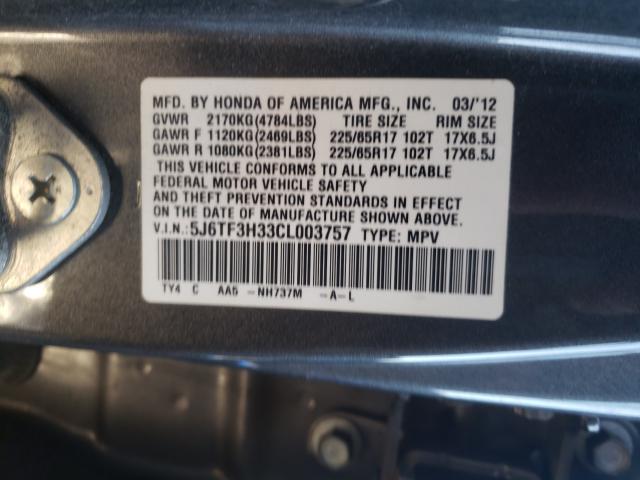 MFD. BY HONDA OF AMERICA MFG., INC. 03/'12
GVWR 2170KG(4784LBS) TIRE SIZE RIM SIZE
GAWR F 1120KG(2469LBS) 225/65R17 102T 17X6.5J
GAWR R 1080KG(2381LBS) 225/65R17 102T 17X6.5J
THIS VEHICLE CONFORMS TO ALL APPLICABLE
FEDERAL MOTOR VEHICLE SAFETY
AND THEFT PREVENTION STANDARDS IN EFFECT
ON THE DATE OF MANUFACTURE SHOWN ABOVE.
V.I.N.:5J6TF3H33CL003757 TYPE: MPV
TY4 C AA5 -NH737M -A-L